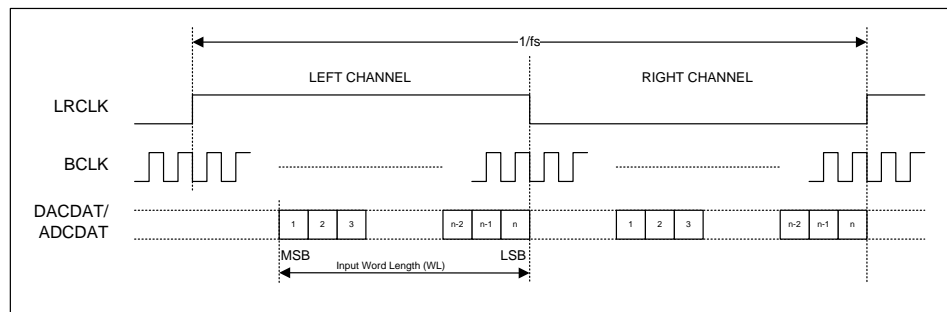 1/fs
LEFT CHANNEL
RIGHT CHANNEL
LRCLK
BCLK
DACDAT/
ADCDAT
1 2 3 n-2 n-1 n 1 2 3 n-2 n-1 n
MSB
LSB
Input Word Length (WL)